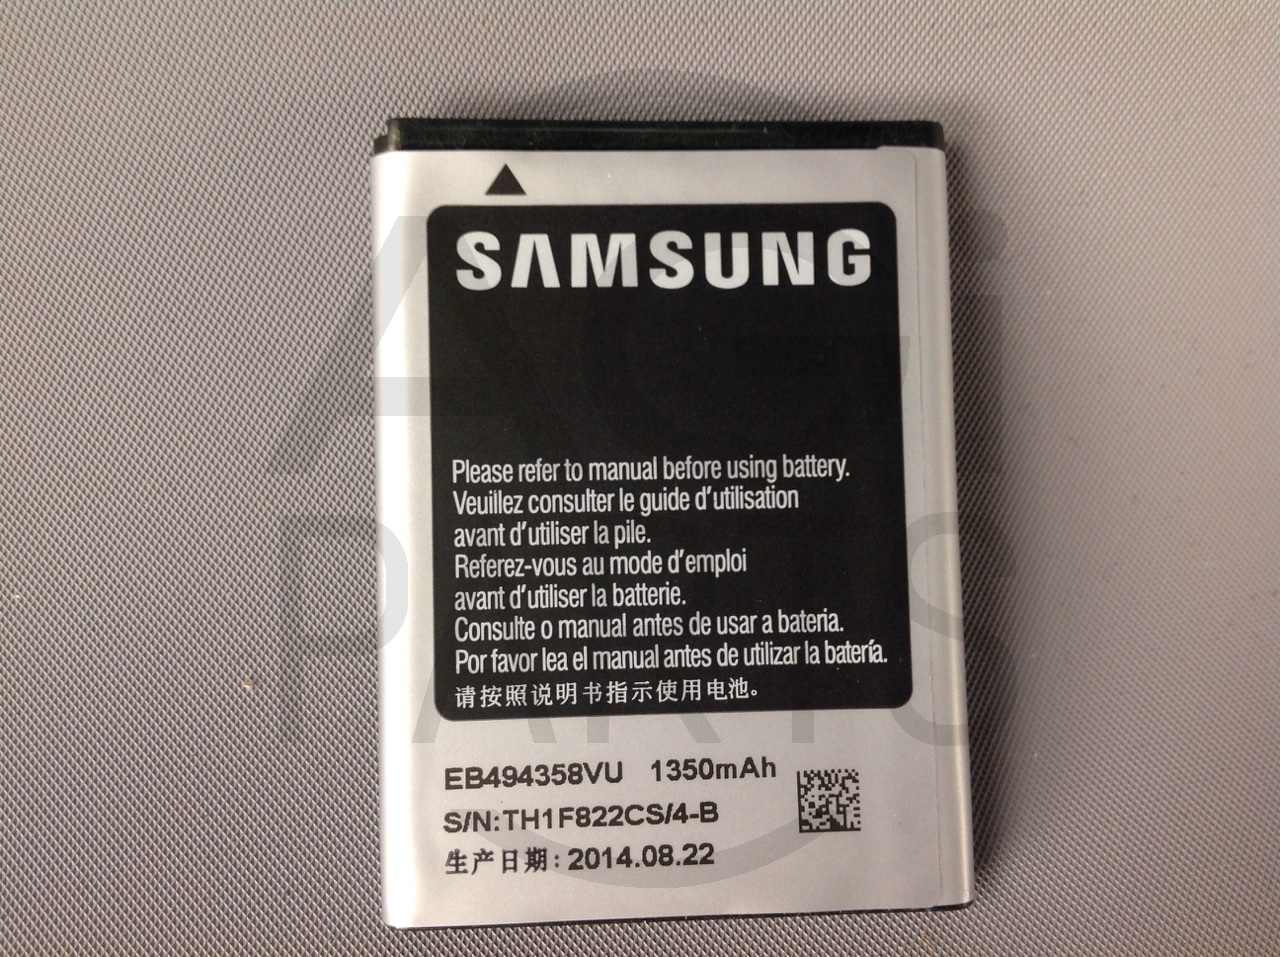 SAMSUNG
Please refer to manual before using battery.
Veuillez consulter le guide d'utilisation
avant d'utiliser la pile.
Referez-vous au mode d'emploi
avant d'utiliser la batterie.
Consulte o manual antes de usar a bateria.
Por favor lea el manual antes de utilizar la batería.
请按照说明书指示使用电池。
EB494358VU 1350mAh
S/N:TH1F822CS/4-B
生产日期: 2014.08.22
PARTS